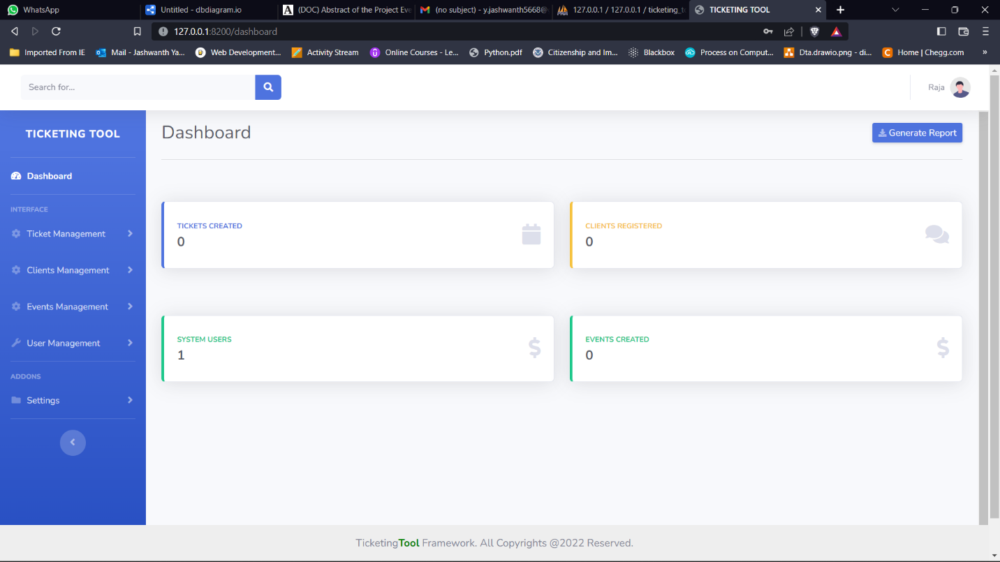 WhatsApp
Untitled - dbdiagram.io
(DOC) Abstract of the Project Eve
(no subject) - y.jashwanth5668@
127.0.0.1 / 127.0.0.1 / ticketing_t
TICKETING TOOL
127.0.0.1:8200/dashboard
Imported From IE
Mail - Jashwanth Ya...
Web Development...
Activity Stream
Online Courses - Le...
Python.pdf
Citizenship and Im...
Blackbox
Process on Comput...
Dta.drawio.png - di...
Home | Chegg.com
»
Search for...
Raja
TICKETING TOOL
Dashboard
INTERFACE
Ticket Management
Clients Management
Events Management
User Management
ADDONS
Settings
Dashboard
Generate Report
TICKETS CREATED
0
CLIENTS REGISTERED
0
SYSTEM USERS
1
EVENTS CREATED
0
TicketingTool Framework. All Copyrights @2022 Reserved.